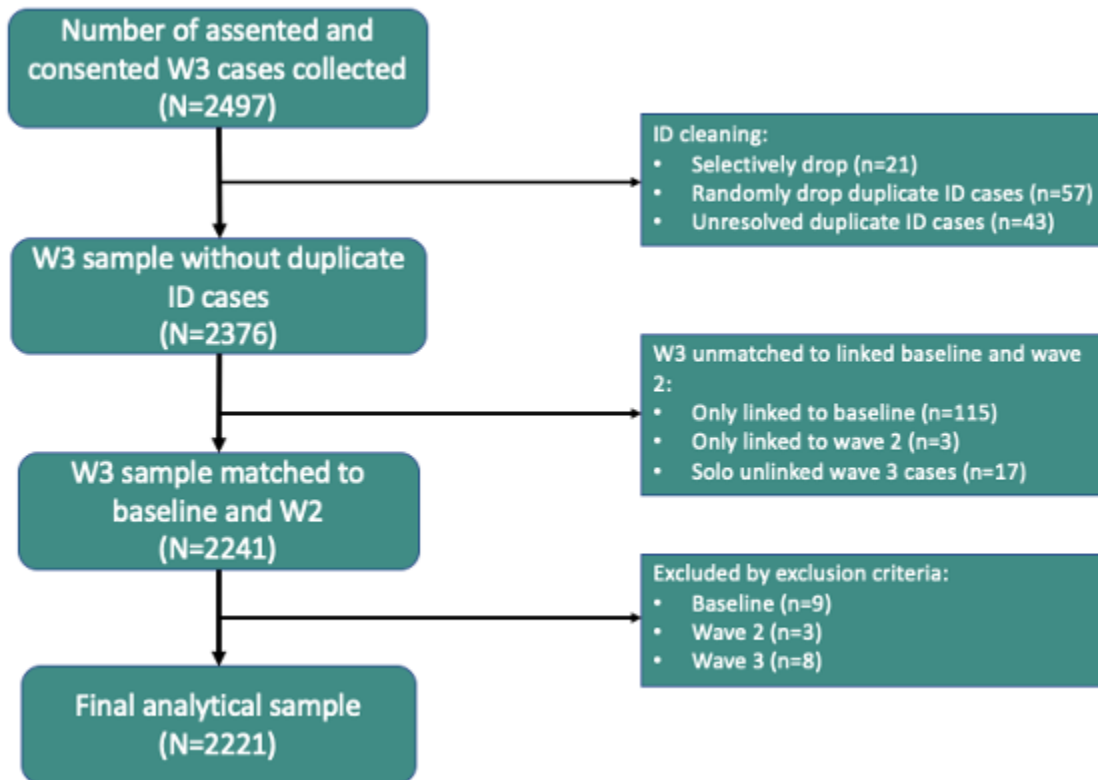 Number of assented and
consented W3 cases collected
(N=2497)
ID cleaning:
• Selectively drop (n=21)
• Randomly drop duplicate ID cases (n=57)
• Unresolved duplicate ID cases (n=43)
W3 sample without duplicate
ID cases
(N=2376)
W3 unmatched to linked baseline and wave
2:
• Only linked to baseline (n=115)
• Only linked to wave 2 (n=3)
• Solo unlinked wave 3 cases (n=17)
W3 sample matched to
baseline and W2
(N=2241)
Excluded by exclusion criteria:
• Baseline (n=9)
• Wave 2 (n=3)
• Wave 3 (n=8)
Final analytical sample
(N=2221)